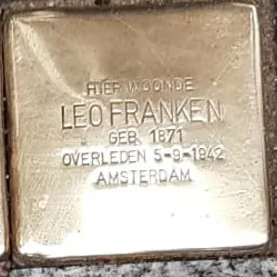 HIER WOONDE
LEO FRANKEN
GEB. 1871
OVERLEDEN 5-9-1942
AMSTERDAM